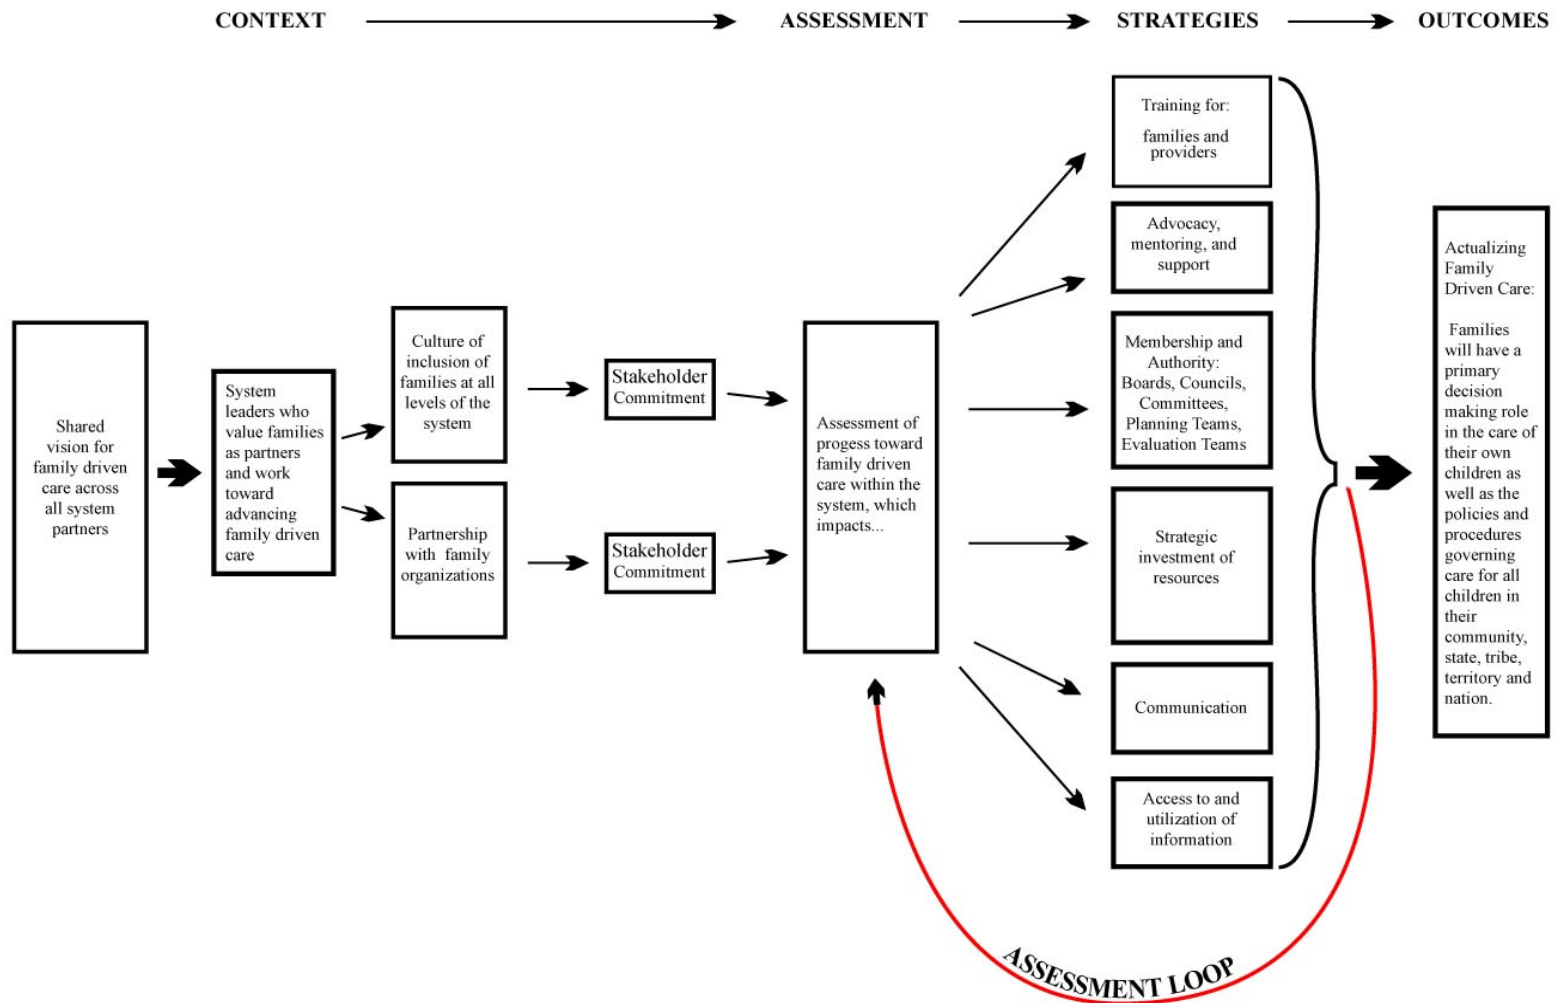 CONTEXT
ASSESSMENT
STRATEGIES
OUTCOMES
Shared
vision for
family driven
care across
all system
partners
System
leaders who
value families
as partners
and work
toward
advancing
family driven
care
Culture of
inclusion of
families at all
levels of the
system
Partnership
with family
organizations
Stakeholder
Commitment
Stakeholder
Commitment
Assessment of
progess toward
family driven
care within the
system, which
impacts...
Training for:
families and
providers
Advocacy,
mentoring, and
support
Membership and
Authority:
Boards, Councils,
Committees,
Planning Teams,
Evaluation Teams
Strategic
investment of
resources
Communication
Access to and
utilization of
information
Actualizing
Family
Driven Care:
Families
will have a
primary
decision
making role
in the care of
their own
children as
well as the
policies and
procedures
governing
care for all
children in
their
community,
state, tribe,
territory and
nation.
ASSESSMENT LOOP